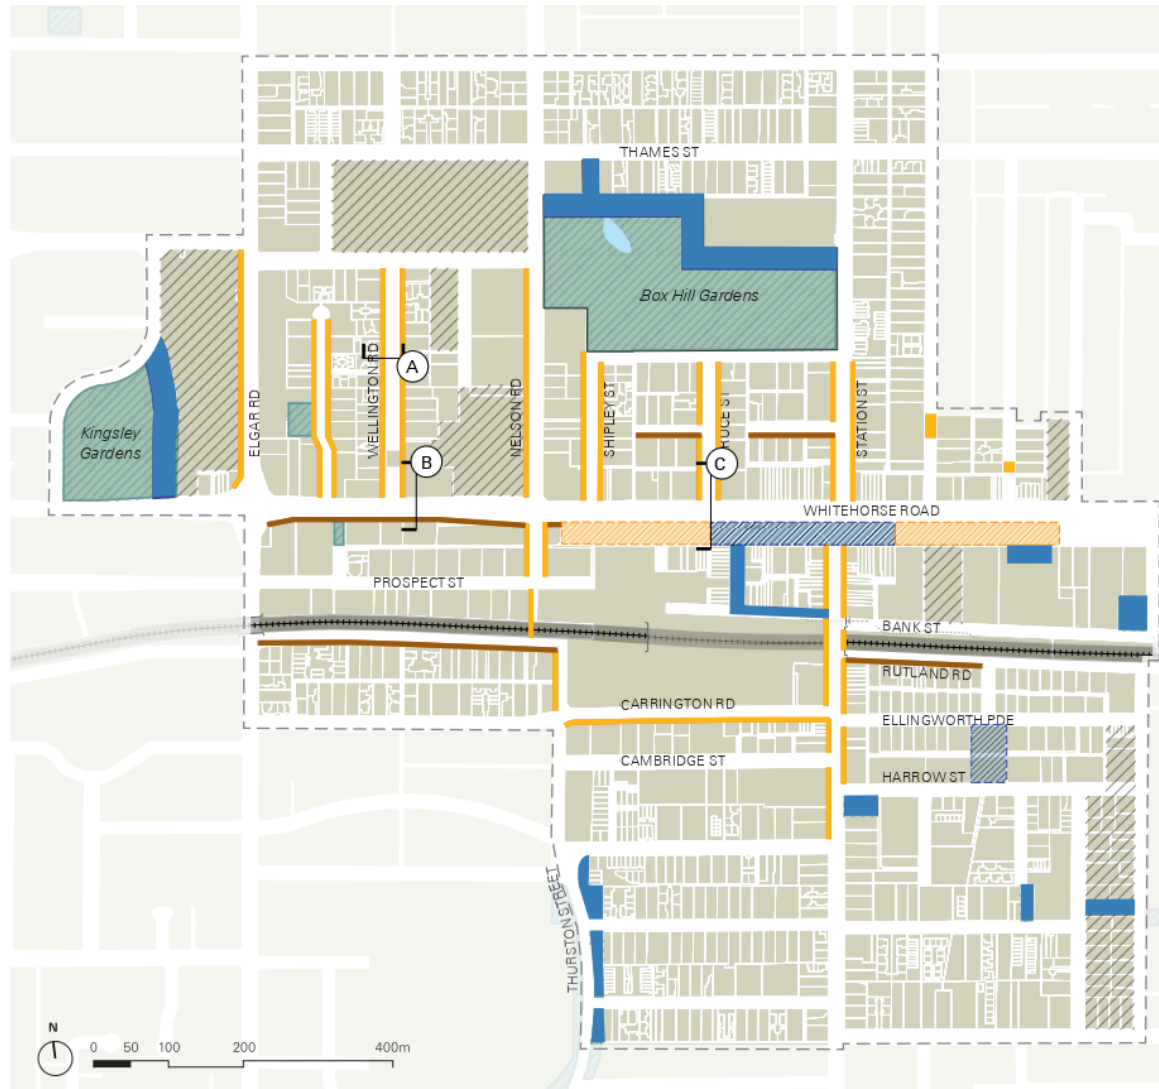 THAMES ST
Box Hill Gardens
Kingsley
Gardens
ELGAR RD
WELLINGTON RD
A
NELSON RD
SHIPLEY ST
STATION ST
B
C
WHITEHORSE ROAD
PROSPECT ST
BANK ST
RUTLAND RD
CARRINGTON RD
ELLINGWORTH PDE
CAMBRIDGE ST
HARROW ST
THURSTON STREET
N
0 50 100 200 400m